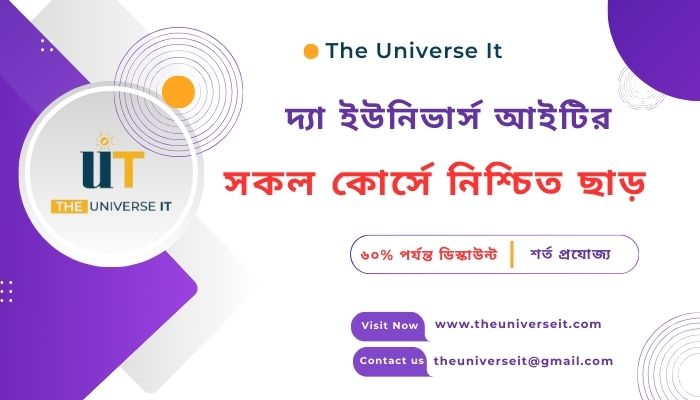 The Universe It
দ্যা ইউনিভার্স আইটির
সকল কোর্সে নিশ্চিত ছাড়
UT
THE UNIVERSE IT
৬০% পর্যন্ত ডিস্কাউন্ট | শর্ত প্রযোজ্য
Visit Now www.theuniverseit.com
Contact us theuniverseit@gmail.com